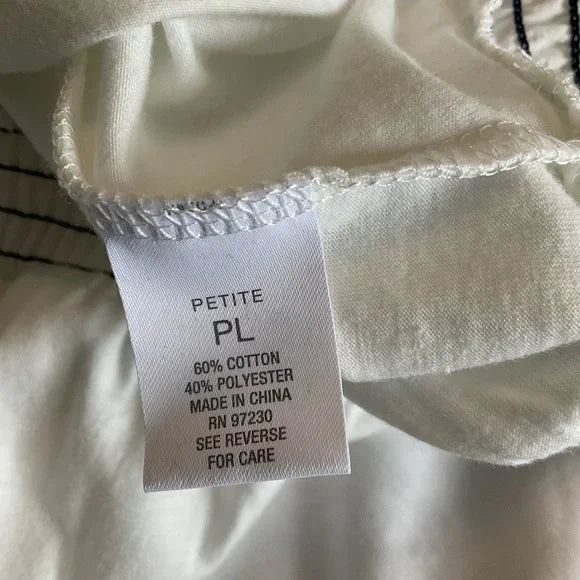 PETITE
PL
60% COTTON
40% POLYESTER
MADE IN CHINA
RN 97230
SEE REVERSE
FOR CARE